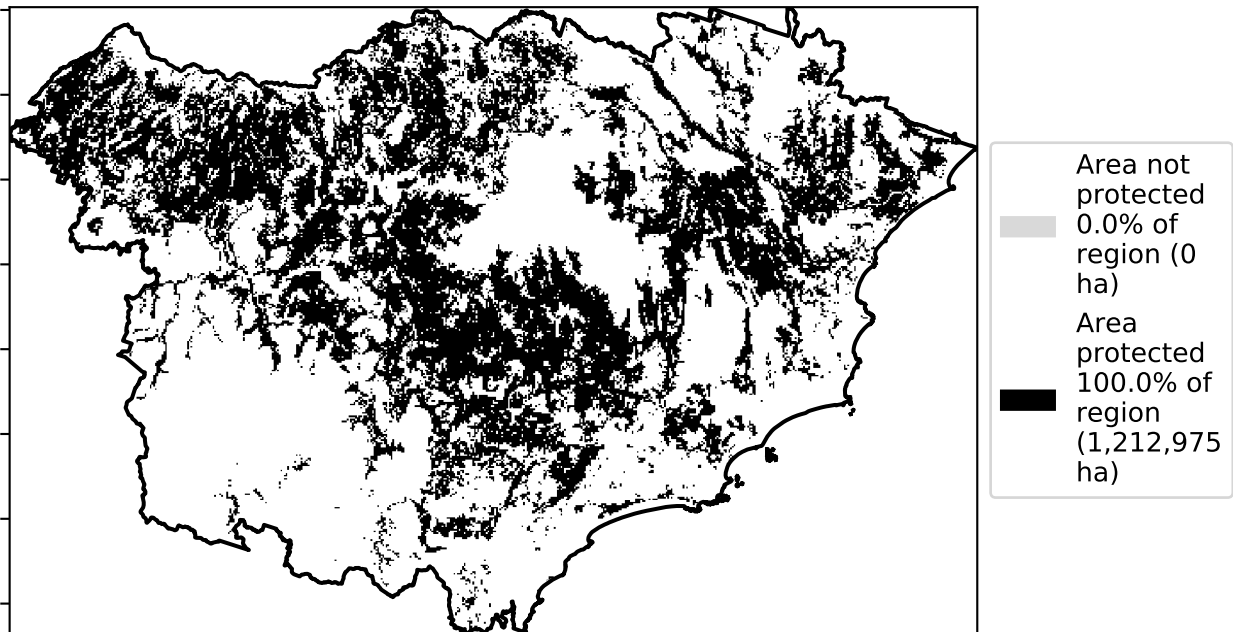 Area not
protected
0.0% of
region (0
ha)
Area
protected
100.0% of
region
(1,212,975
ha)